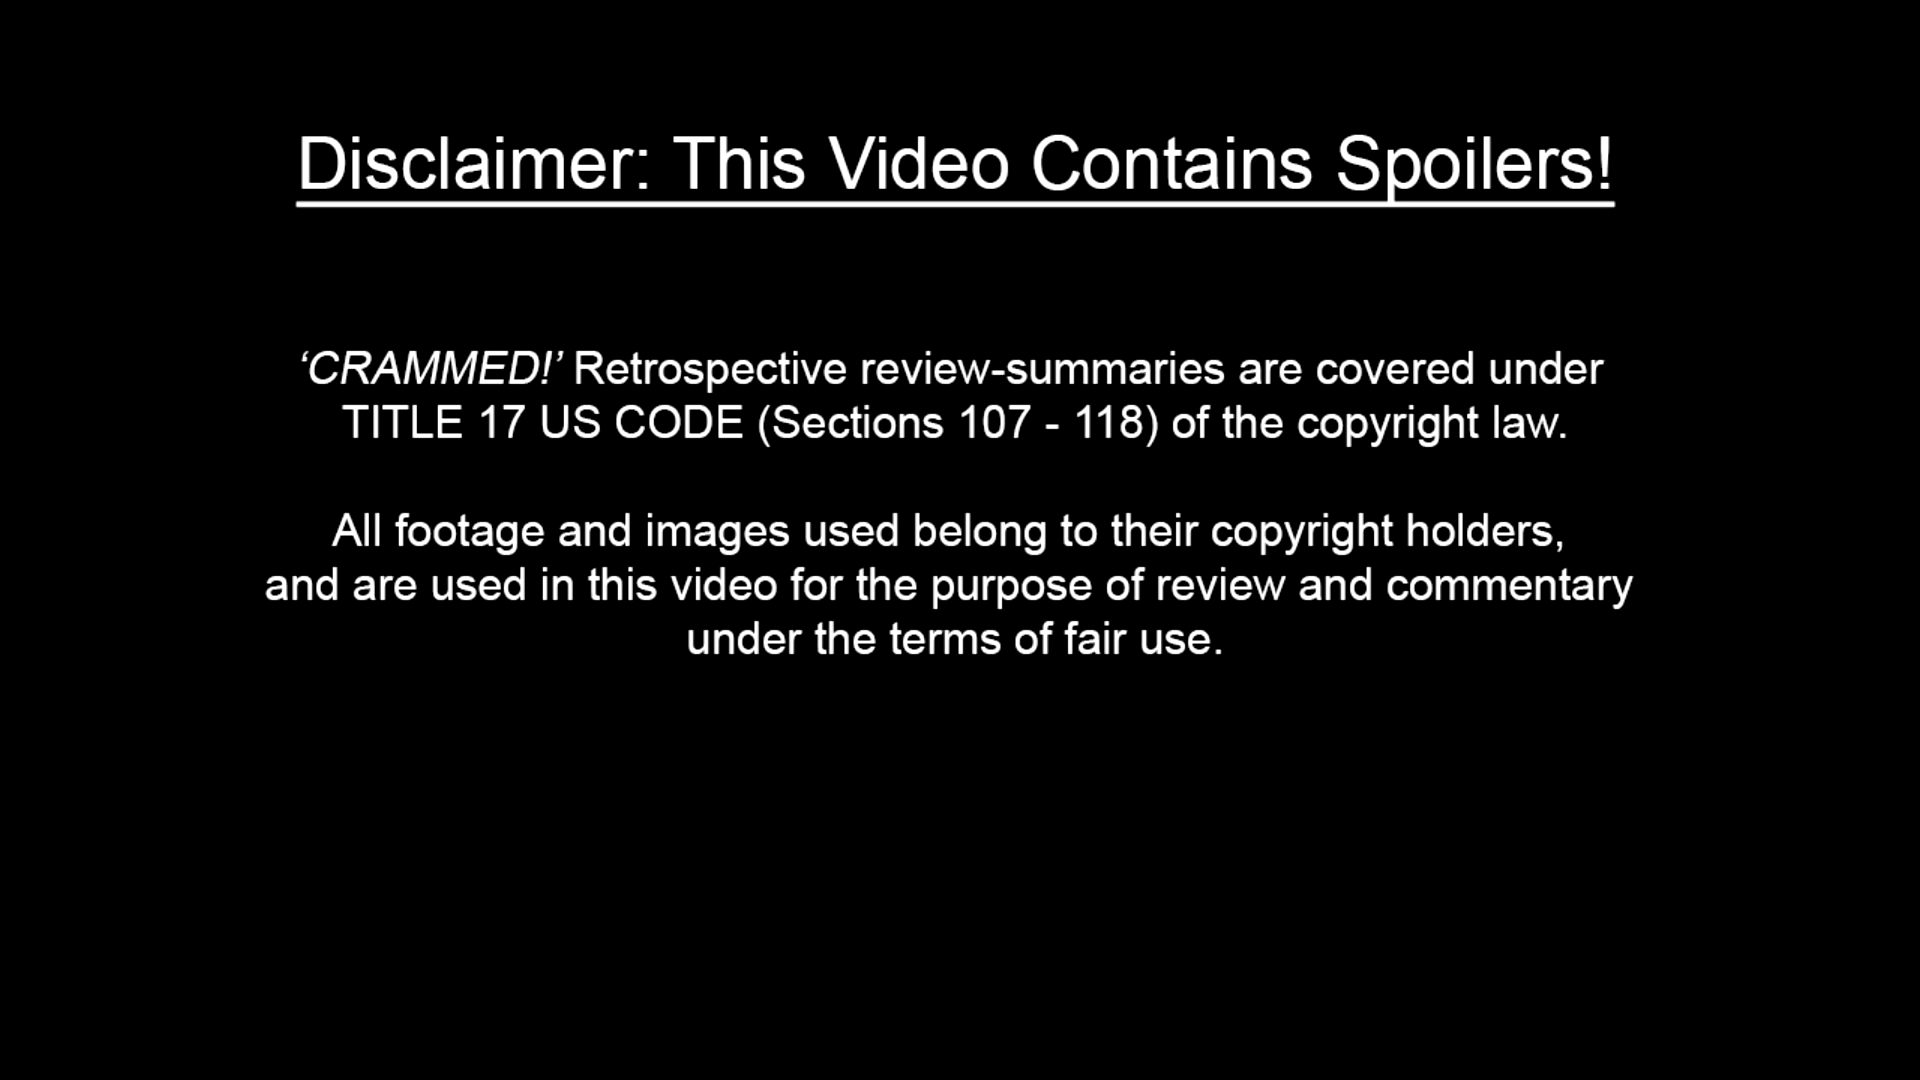 Disclaimer: This Video Contains Spoilers!
‘CRAMMED!’ Retrospective review-summaries are covered under
TITLE 17 US CODE (Sections 107 - 118) of the copyright law.
All footage and images used belong to their copyright holders,
and are used in this video for the purpose of review and commentary
under the terms of fair use.